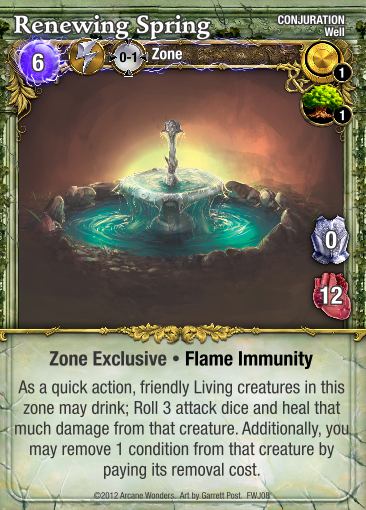 Renewing Spring
CONJURATION
Well
6
0-1
Zone
1
1
0
12
Zone Exclusive • Flame Immunity
As a quick action, friendly Living creatures in this
zone may drink; Roll 3 attack dice and heal that
much damage from that creature. Additionally, you
may remove 1 condition from that creature by
paying its removal cost.
©2012 Arcane Wonders. Art by Garrett Post. FWJ08